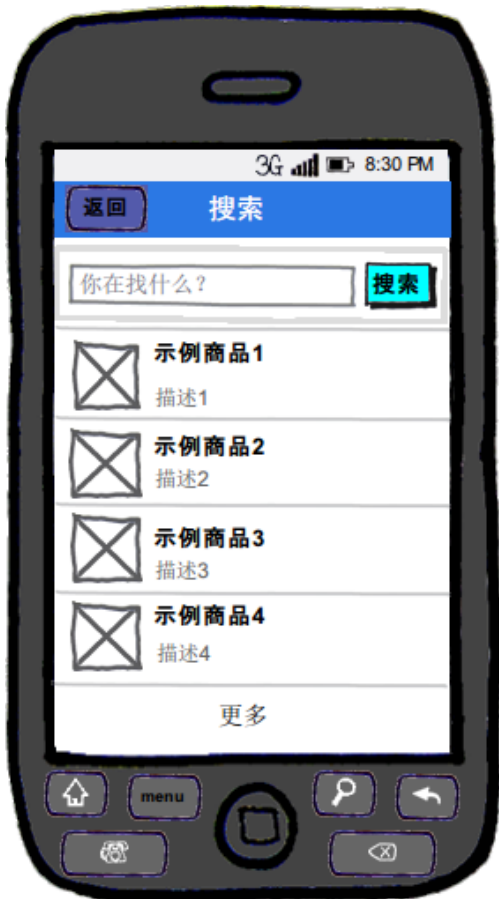 3G 8:30 PM
返回 搜索
你在找什么? 搜索
示例商品1
描述1
示例商品2
描述2
示例商品3
描述3
示例商品4
描述4
更多
menu